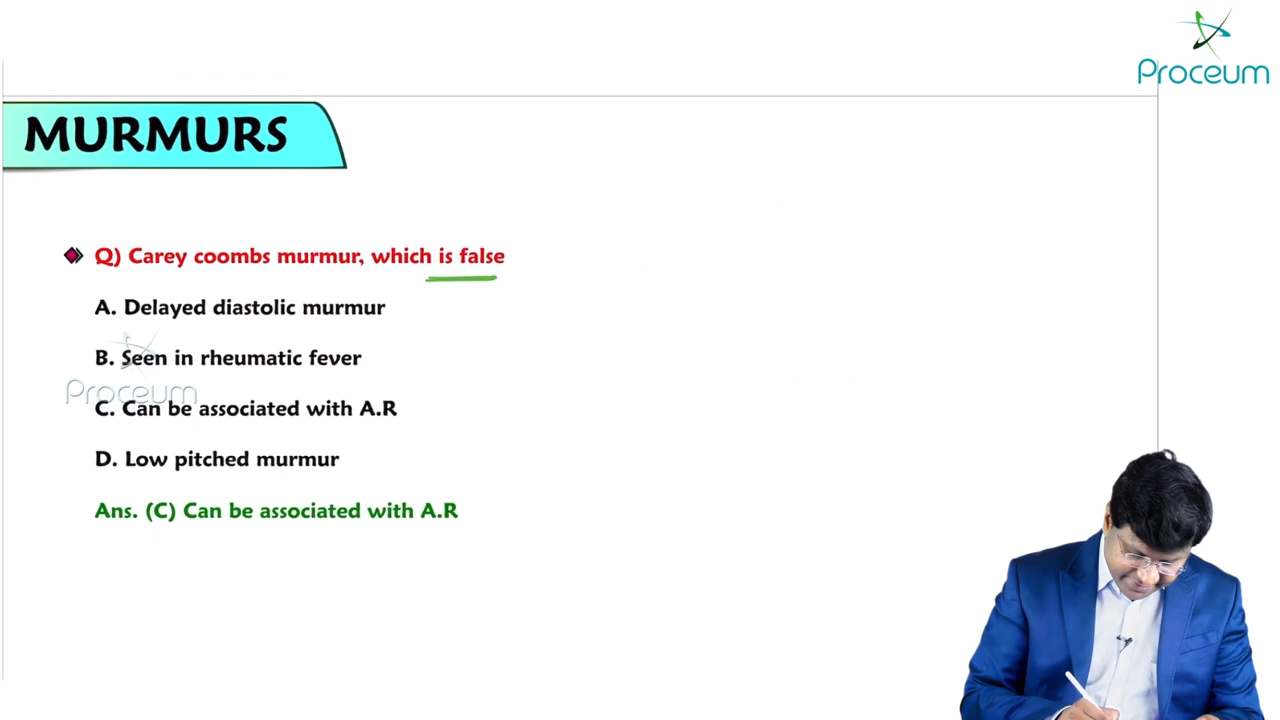 Proceum
MURMURS
Q) Carey coombs murmur, which is false
A. Delayed diastolic murmur
B. Seen in rheumatic fever
Proceum
C. Can be associated with A.R
D. Low pitched murmur
Ans. (C) Can be associated with A.R